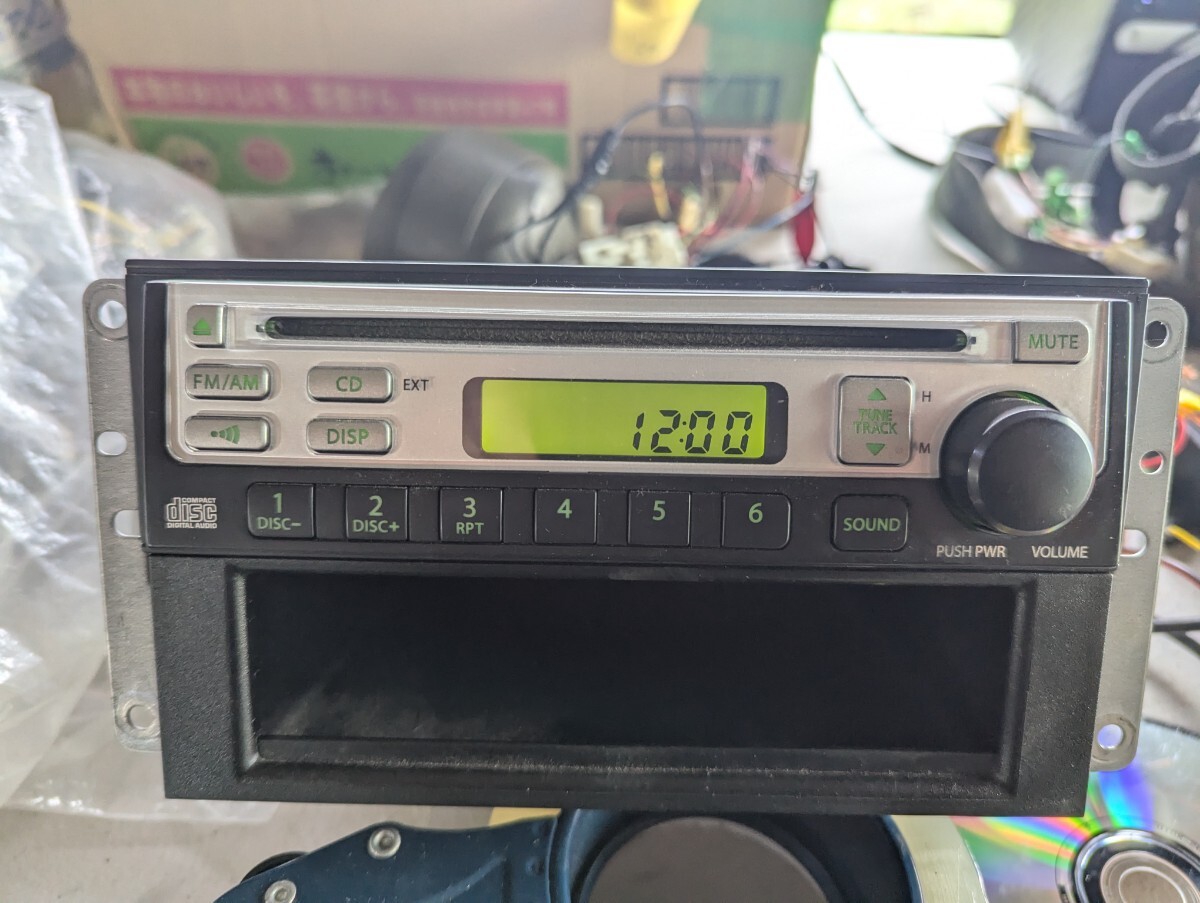 MUTE
FM/AM
CD
EXT
DISP
12:00
TUNE
TRACK
H
M
COMPACT
disc
DIGITAL AUDIO
1
DISC-
2
DISC+
3
RPT
4
5
6
SOUND
PUSH PWR
VOLUME